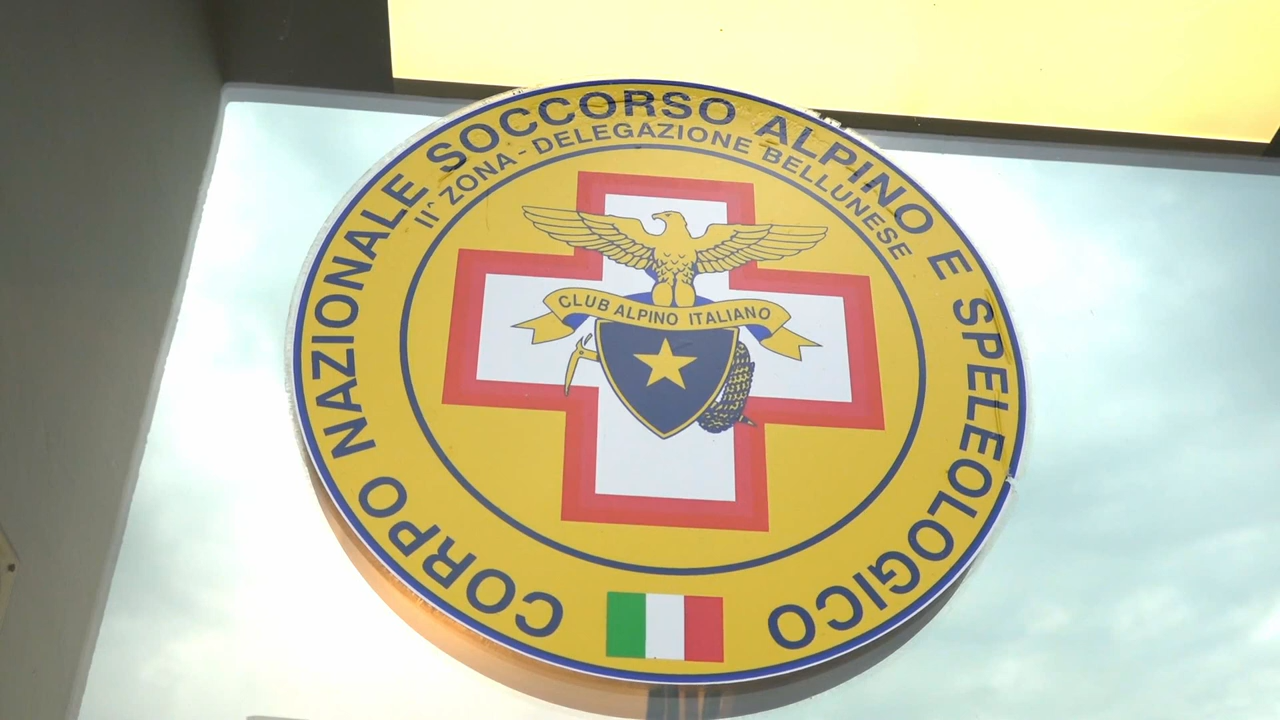 CORPO NAZIONALE SOCCORSO ALPINO E SPELEOLOGICO
II^ ZONA - DELEGAZIONE BELLUNESE
CLUB ALPINO ITALIANO